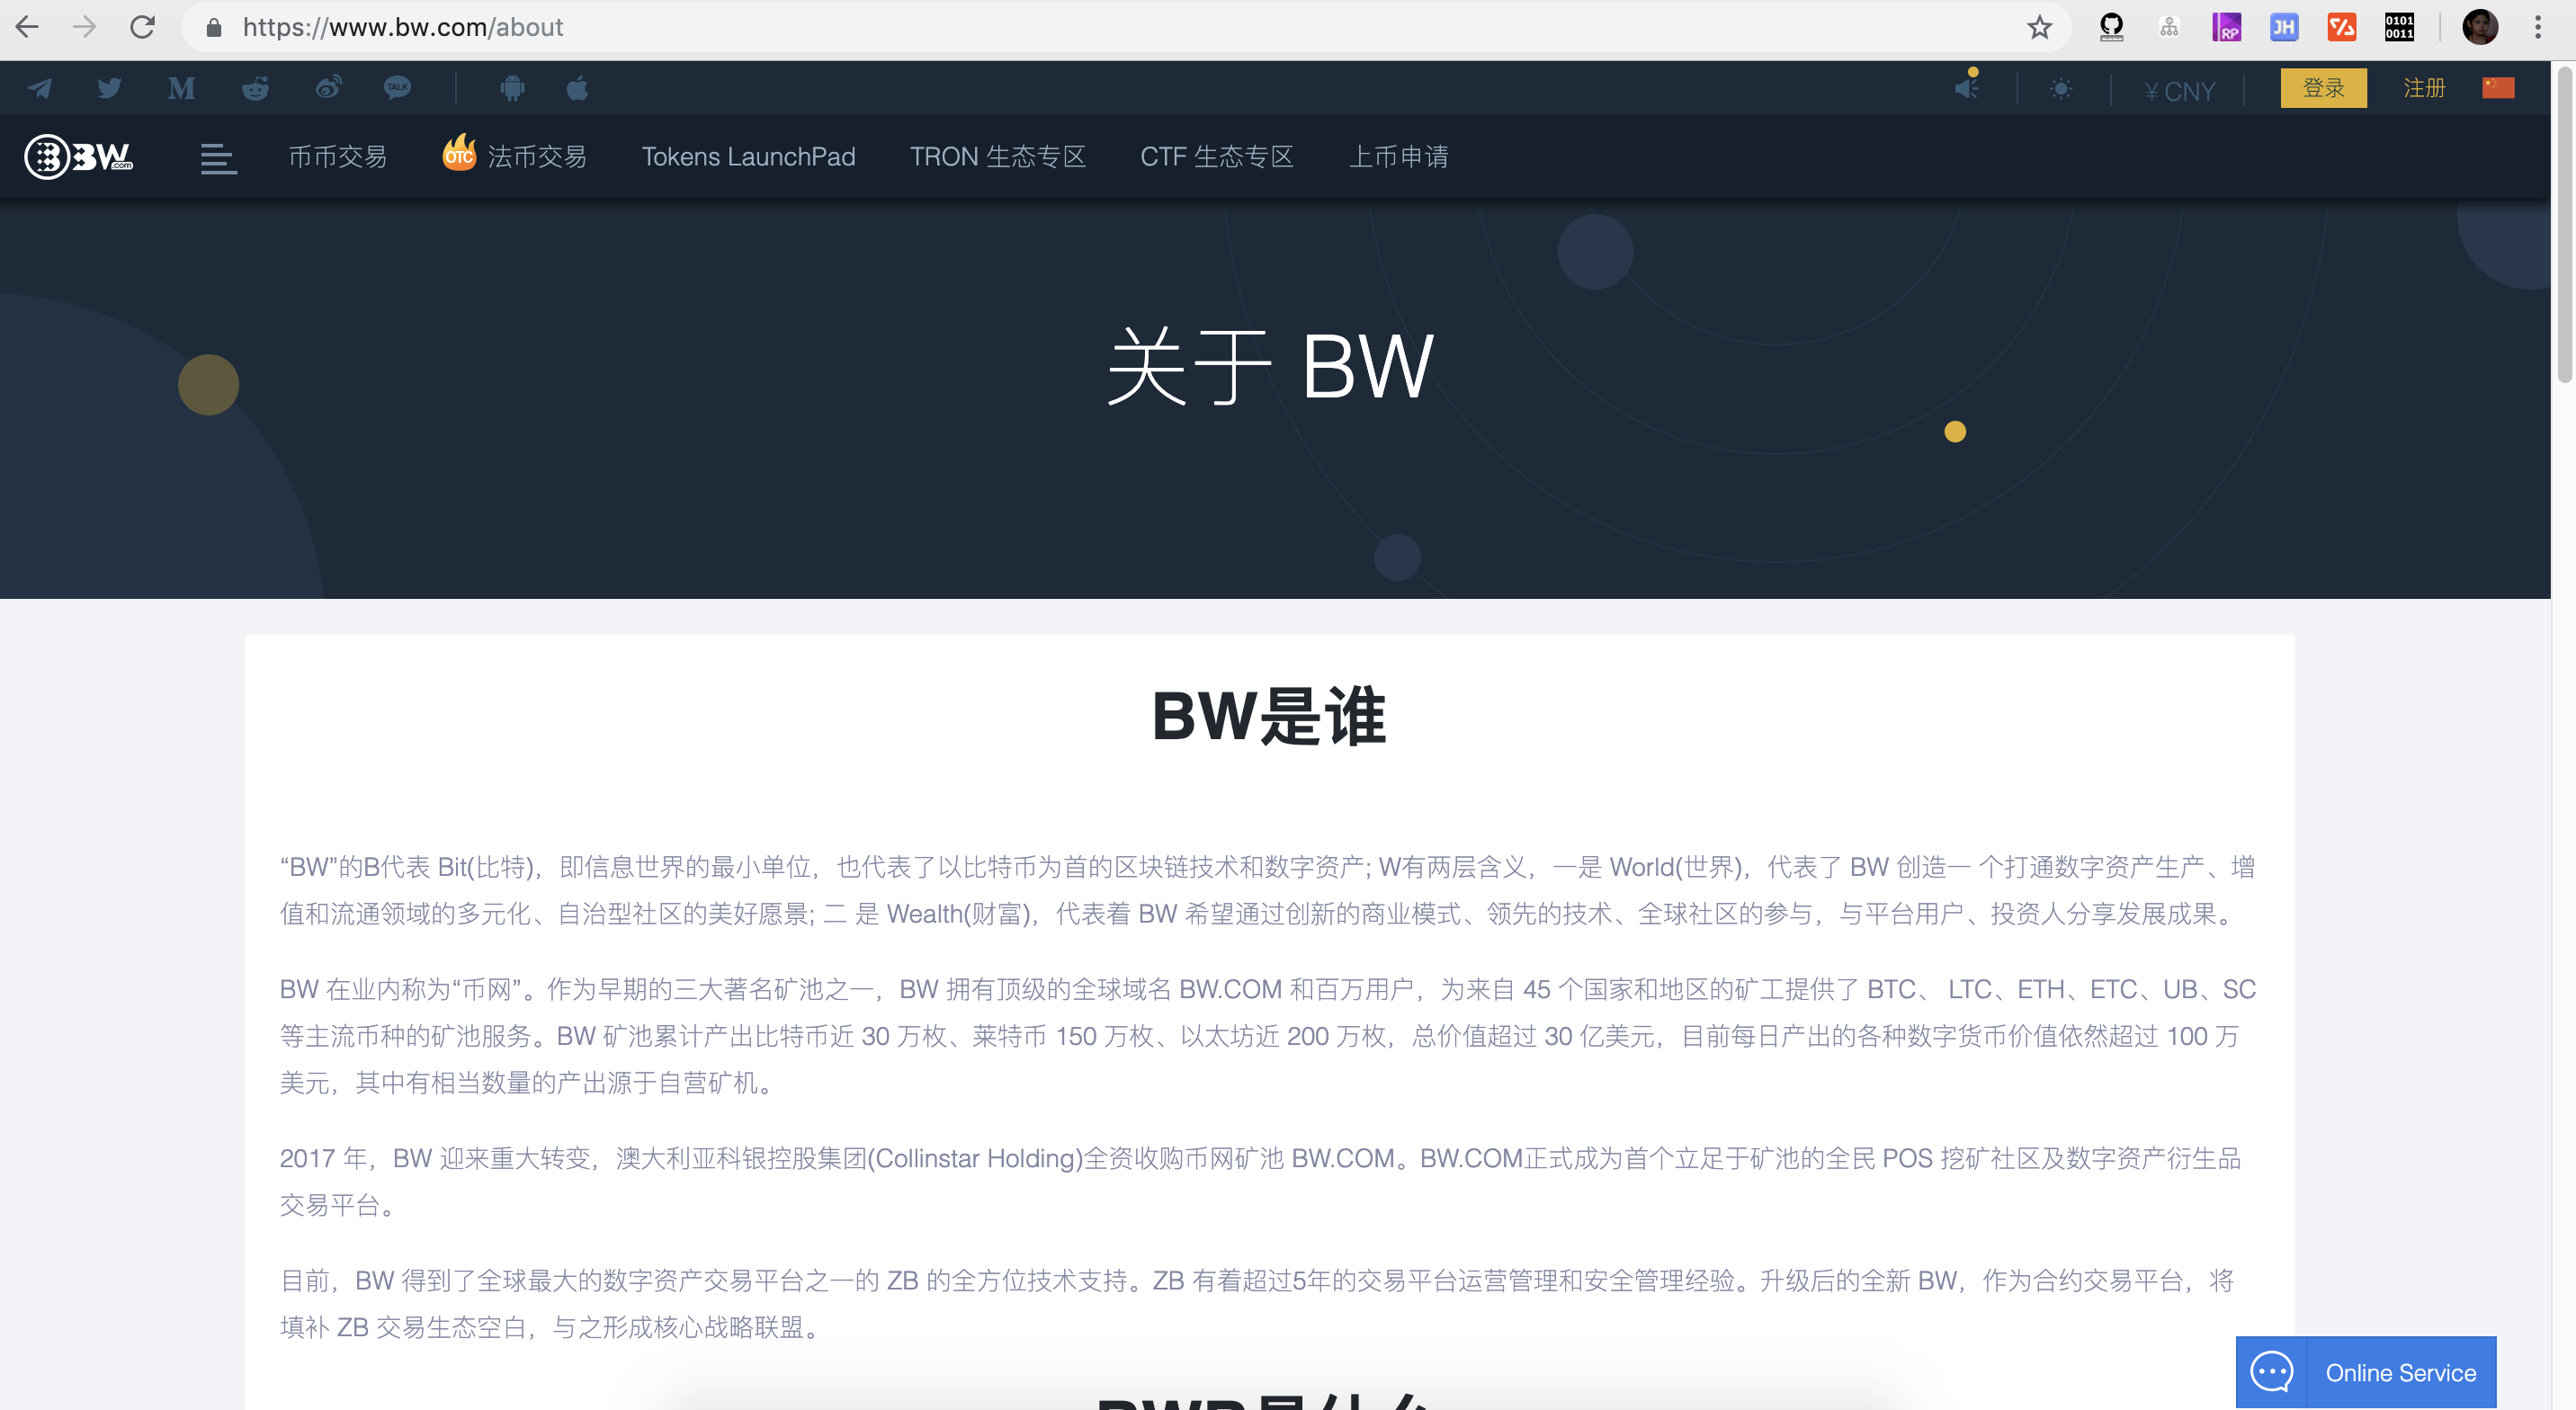 https://www.bw.com/about
RP
JH
0101
0011
TALK
¥ CNY
登录
注册
BW.com
币币交易
OTC
法币交易
Tokens LaunchPad
TRON 生态专区
CTF 生态专区
上币申请
关于 BW
BW是谁
“BW”的B代表 Bit(比特)，即信息世界的最小单位，也代表了以比特币为首的区块链技术和数字资产; W有两层含义，一是 World(世界)，代表了 BW 创造一 个打通数字资产生产、增
值和流通领域的多元化、自治型社区的美好愿景; 二 是 Wealth(财富)，代表着 BW 希望通过创新的商业模式、领先的技术、全球社区的参与，与平台用户、投资人分享发展成果。
BW 在业内称为“币网”。作为早期的三大著名矿池之一，BW 拥有顶级的全球域名 BW.COM 和百万用户，为来自 45 个国家和地区的矿工提供了 BTC、 LTC、ETH、ETC、UB、SC
等主流币种的矿池服务。BW 矿池累计产出比特币近 30 万枚、莱特币 150 万枚、以太坊近 200 万枚，总价值超过 30 亿美元，目前每日产出的各种数字货币价值依然超过 100 万
美元，其中有相当数量的产出源于自营矿机。
2017 年，BW 迎来重大转变，澳大利亚科银控股集团(Collinstar Holding)全资收购币网矿池 BW.COM。BW.COM正式成为首个立足于矿池的全民 POS 挖矿社区及数字资产衍生品
交易平台。
目前，BW 得到了全球最大的数字资产交易平台之一的 ZB 的全方位技术支持。ZB 有着超过5年的交易平台运营管理和安全管理经验。升级后的全新 BW，作为合约交易平台，将
填补 ZB 交易生态空白，与之形成核心战略联盟。
BWB是什么
Online Service